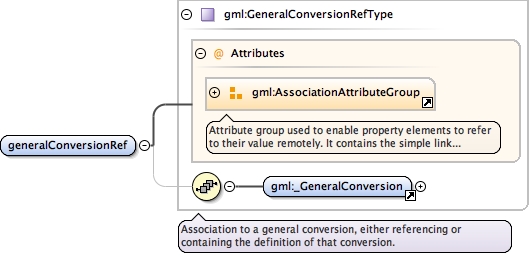 gml:GeneralConversionRefType
@ Attributes
gml:AssociationAttributeGroup
Attribute group used to enable property elements to refer
to their value remotely. It contains the simple link...
generalConversionRef
gml:_GeneralConversion
Association to a general conversion, either referencing or
containing the definition of that conversion.